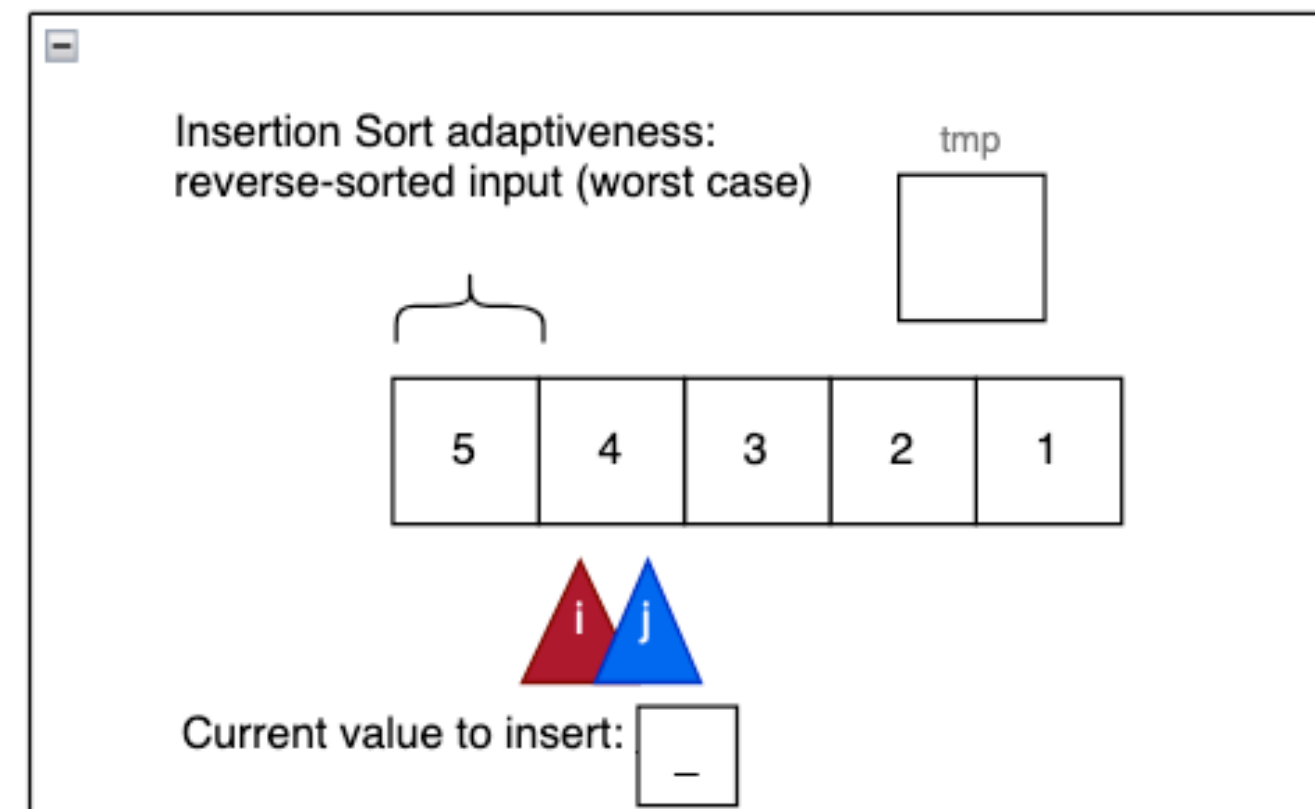 Insertion Sort adaptiveness:
reverse-sorted input (worst case)
tmp
5 4 3 2 1
i j
Current value to insert: _